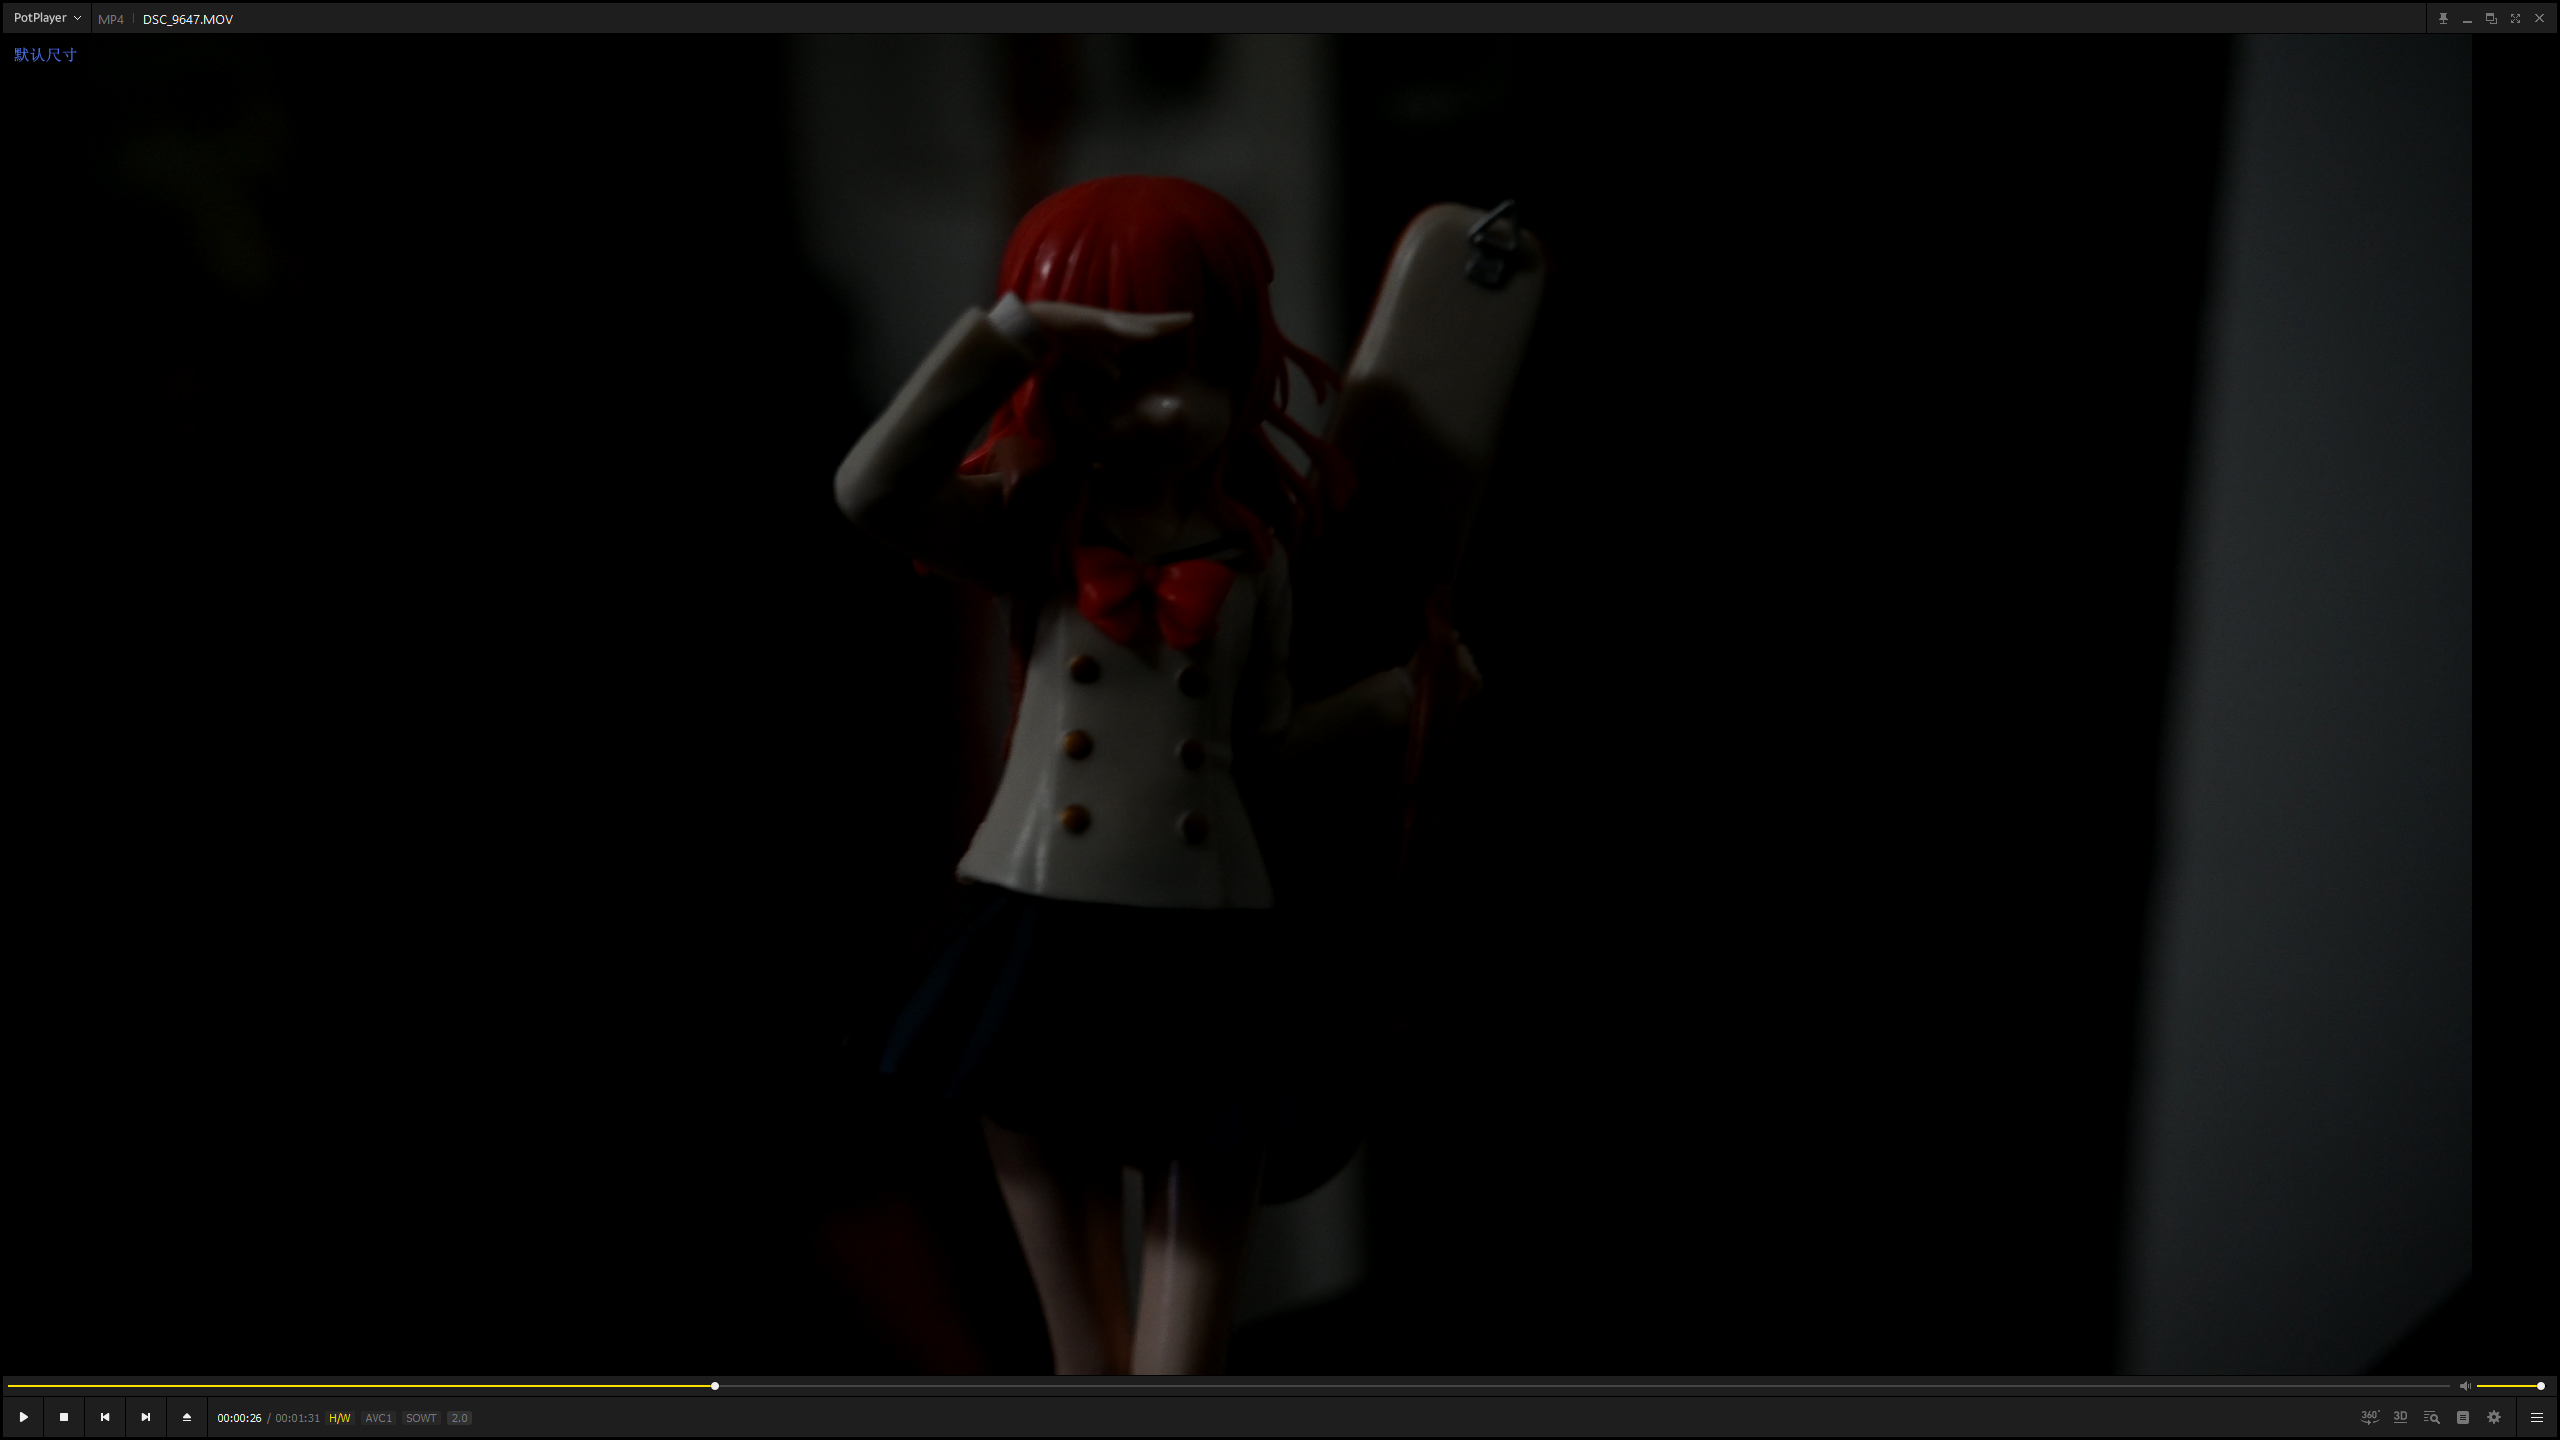 PotPlayer MP4 DSC_9647.MOV
默认尺寸
00:00:26 / 00:01:31 H/W AVC1 SOWT 2.0 360° 3D